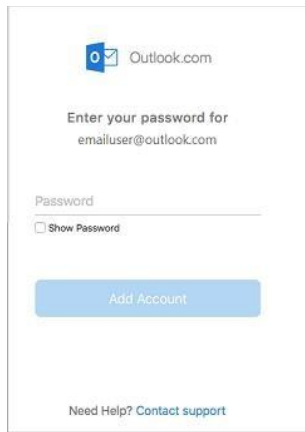 Outlook.com
Enter your password for
emailuser@outlook.com
Password
Show Password
Add Account
Need Help? Contact support